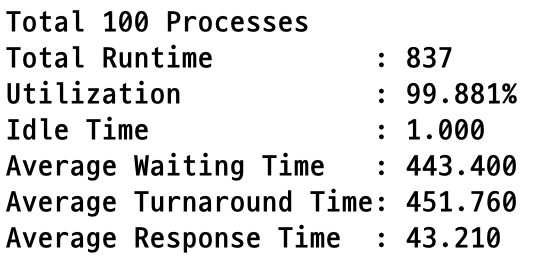 Total 100 Processes
Total Runtime          : 837
Utilization            : 99.881%
Idle Time              : 1.000
Average Waiting Time   : 443.400
Average Turnaround Time: 451.760
Average Response Time  : 43.210